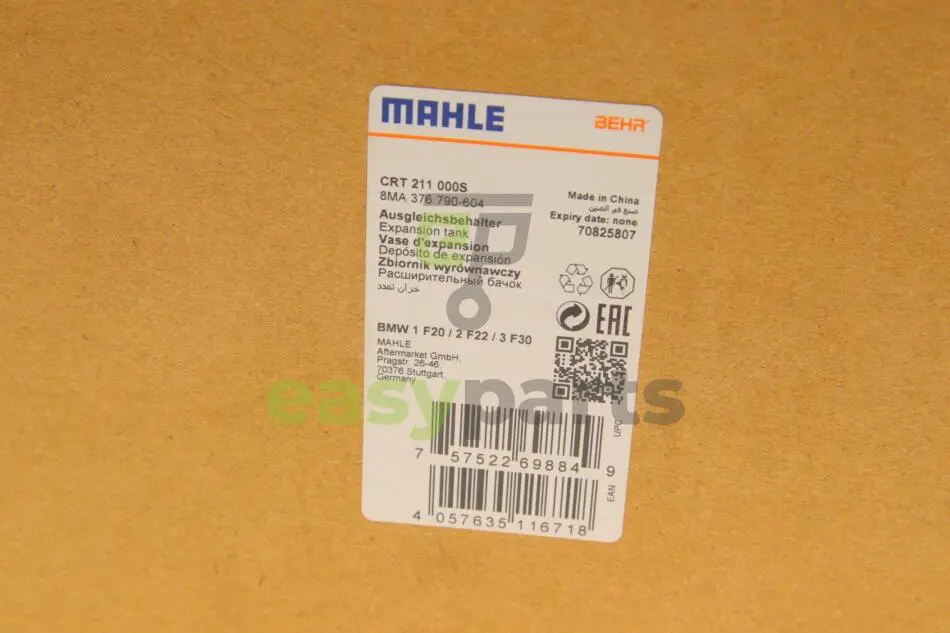 MAHLE
BEHR
CRT 211 000S
8MA 376 790-604
Made in China
صنع في الصين
Expiry date: none
70825807
Ausgleichsbehälter
Expansion tank
Vase d'expansion
Depósito de expansión
Zbiornik wyrównawczy
Расширительный бачок
خزان تمدد
EAC
BMW 1 F20 / 2 F22 / 3 F30
MAHLE
Aftermarket GmbH,
Pragstr. 26-46,
70376 Stuttgart,
Germany
easyparts
UPC
7 57522 69884 9
EAN
4 057635 116718